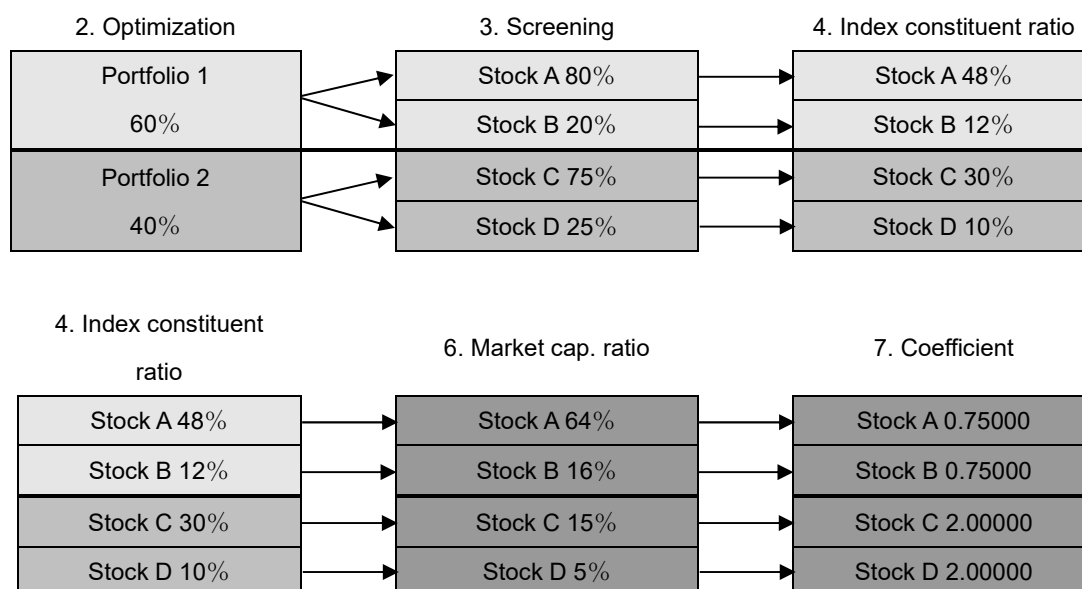 2. Optimization
3. Screening
4. Index constituent ratio
Portfolio 1
60%
Stock A 80%
Stock A 48%
Stock B 20%
Stock B 12%
Portfolio 2
40%
Stock C 75%
Stock C 30%
Stock D 25%
Stock D 10%
4. Index constituent
ratio
6. Market cap. ratio
7. Coefficient
Stock A 48%
Stock A 64%
Stock A 0.75000
Stock B 12%
Stock B 16%
Stock B 0.75000
Stock C 30%
Stock C 15%
Stock C 2.00000
Stock D 10%
Stock D 5%
Stock D 2.00000